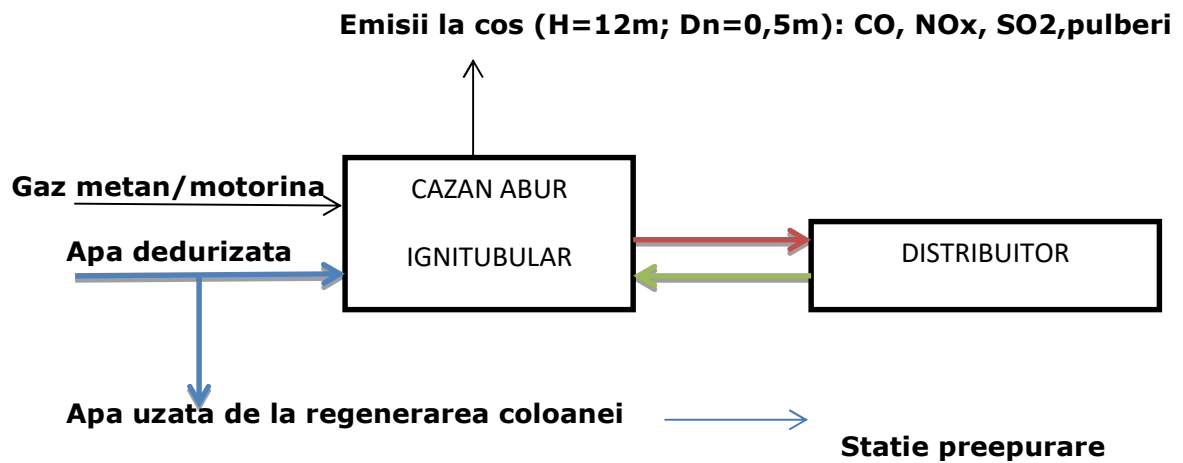 Emisii la cos (H=12m; Dn=0,5m): CO, NOx, SO2,pulberi
Gaz metan/motorina
CAZAN ABUR
IGNITUBULAR
Apa dedurizata
DISTRIBUITOR
Apa uzata de la regenerarea coloanei
Statie preepurare